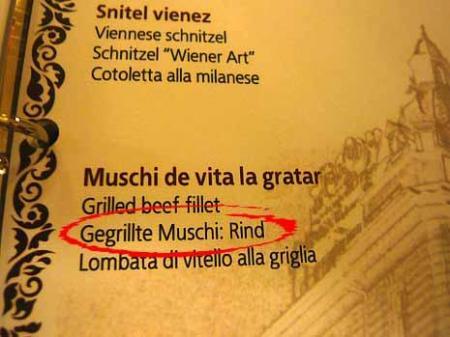 Snitel vienez
Viennese schnitzel
Schnitzel "Wiener Art"
Cotoletta alla milanese
Muschi de vita la gratar
Grilled beef fillet
Gegrillte Muschi: Rind
Lombata di vitello alla griglia